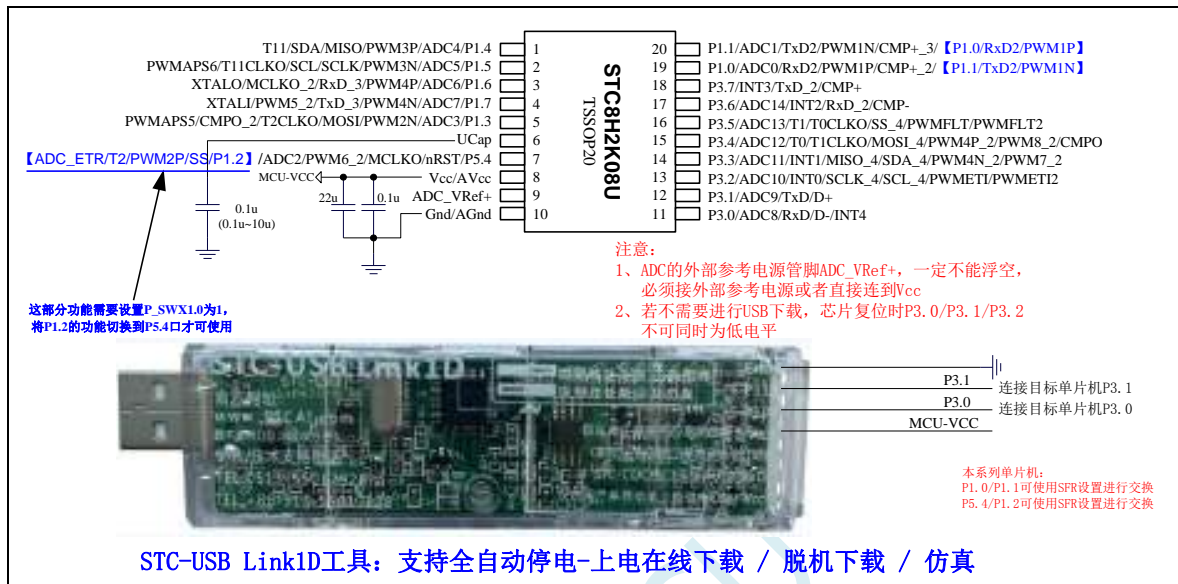 T11/SDA/MISO/PWM3P/ADC4/P1.4 1
PWMAPS6/T11CLKO/SCL/SCLK/PWM3N/ADC5/P1.5 2
XTALO/MCLKO_2/RxD_3/PWM4P/ADC6/P1.6 3
XTALI/PWM5_2/TxD_3/PWM4N/ADC7/P1.7 4
PWMAPS5/CMPO_2/T2CLKO/MOSI/PWM2N/ADC3/P1.3 5
UCap 6
【ADC_ETR/T2/PWM2P/SS/P1.2】/ADC2/PWM6_2/MCLKO/nRST/P5.4 7
MCU-VCC Vcc/AVcc 8
ADC_VRef+ 9
Gnd/AGnd 10
22u 0.1u
0.1u
(0.1u~10u)
STC8H2K08U
TSSOP20
20 P1.1/ADC1/TxD2/PWM1N/CMP+_3/【P1.0/RxD2/PWM1P】
19 P1.0/ADC0/RxD2/PWM1P/CMP+_2/【P1.1/TxD2/PWM1N】
18 P3.7/INT3/TxD_2/CMP+
17 P3.6/ADC14/INT2/RxD_2/CMP-
16 P3.5/ADC13/T1/T0CLKO/SS_4/PWMFLT/PWMFLT2
15 P3.4/ADC12/T0/T1CLKO/MOSI_4/PWM4P_2/PWM8_2/CMPO
14 P3.3/ADC11/INT1/MISO_4/SDA_4/PWM4N_2/PWM7_2
13 P3.2/ADC10/INT0/SCLK_4/SCL_4/PWMETI/PWMETI2
12 P3.1/ADC9/TxD/D+
11 P3.0/ADC8/RxD/D-/INT4
注意：
1、ADC的外部参考电源管脚ADC_VRef+，一定不能浮空，
必须接外部参考电源或者直接连到Vcc
2、若不需要进行USB下载，芯片复位时P3.0/P3.1/P3.2
不可同时为低电平
这部分功能需要设置P_SWX1.0为1，
将P1.2的功能切换到P5.4口才可使用
STC-USB Link1D
P3.1 连接目标单片机P3.1
P3.0 连接目标单片机P3.0
MCU-VCC
本系列单片机：
P1.0/P1.1可使用SFR设置进行交换
P5.4/P1.2可使用SFR设置进行交换
STC-USB Link1D工具：支持全自动停电-上电在线下载 / 脱机下载 / 仿真